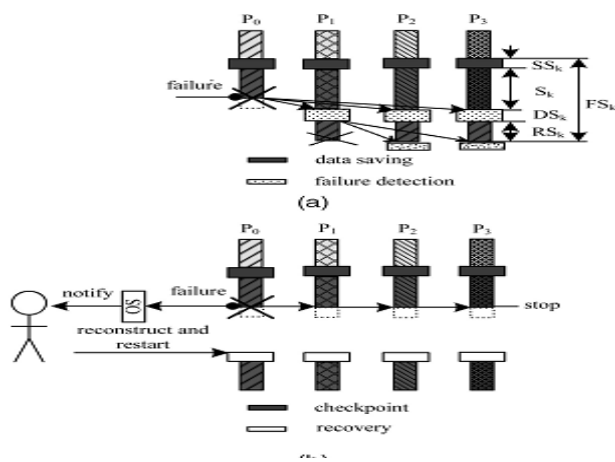 P₀ P₁ P₂ P₃
SSₖ
failure
Sₖ
FSₖ
DSₖ
RSₖ
data saving
failure detection
(a)
P₀ P₁ P₂ P₃
notify
OS
failure
stop
reconstruct and
restart
checkpoint
recovery